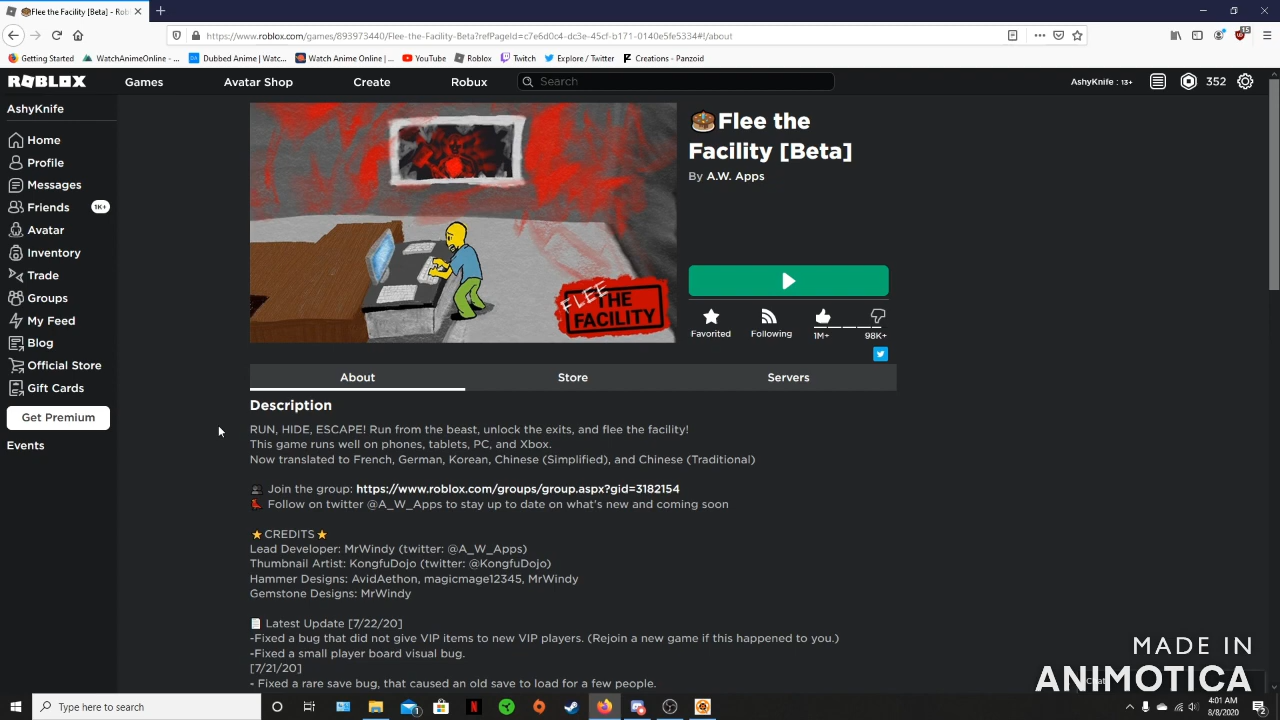 Flee the Facility [Beta] - Rob
https://www.roblox.com/games/893973440/Flee-the-Facility-Beta?refPageId=c7e6d0c4-dc3e-45cf-b171-0140e5fe5334#!/about
15
Getting Started
WatchAnimeOnline - ...
Dubbed Anime | Watc...
Watch Anime Online |...
YouTube
Roblox
Twitch
Explore / Twitter
Creations - Panzoid
ROBLOX
Games
Avatar Shop
Create
Robux
Search
AshyKnife : 13+
352
AshyKnife
Home
Profile
Messages
Friends
1K+
Avatar
Inventory
Trade
Groups
My Feed
Blog
Official Store
Gift Cards
Get Premium
Events
FLEE
THE
FACILITY
Flee the
Facility [Beta]
By A.W. Apps
Favorited
Following
1M+
98K+
About
Store
Servers
Description
RUN, HIDE, ESCAPE! Run from the beast, unlock the exits, and flee the facility!
This game runs well on phones, tablets, PC, and Xbox.
Now translated to French, German, Korean, Chinese (Simplified), and Chinese (Traditional)
Join the group: https://www.roblox.com/groups/group.aspx?gid=3182154
Follow on twitter @A_W_Apps to stay up to date on what's new and coming soon
⭐CREDITS⭐
Lead Developer: MrWindy (twitter: @A_W_Apps)
Thumbnail Artist: KongfuDojo (twitter: @KongfuDojo)
Hammer Designs: AvidAethon, magicmage12345, MrWindy
Gemstone Designs: MrWindy
Latest Update [7/22/20]
-Fixed a bug that did not give VIP items to new VIP players. (Rejoin a new game if this happened to you.)
-Fixed a small player board visual bug.
[7/21/20]
- Fixed a rare save bug, that caused an old save to load for a few people.
Chat
MADE IN
ANIMOTICA
Type here to search
1
4:01 AM
8/8/2020
2